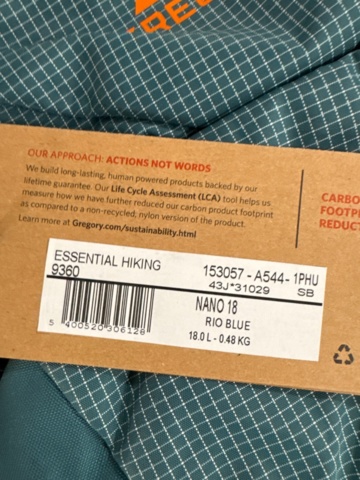 OUR APPROACH: ACTIONS NOT WORDS
We build long-lasting, human powered products backed by our
lifetime guarantee. Our Life Cycle Assessment (LCA) tool helps us
measure how we have further reduced our carbon product footprint
as compared to a non-recycled, nylon version of the product.
Learn more at Gregory.com/sustainability.html
CARBO
FOOTP
REDUCT
ESSENTIAL HIKING
9360
153057 - A544- 1PHU
43J*31029 SB
NANO 18
RIO BLUE
18.0 L - 0.48 KG
5 400520 306128